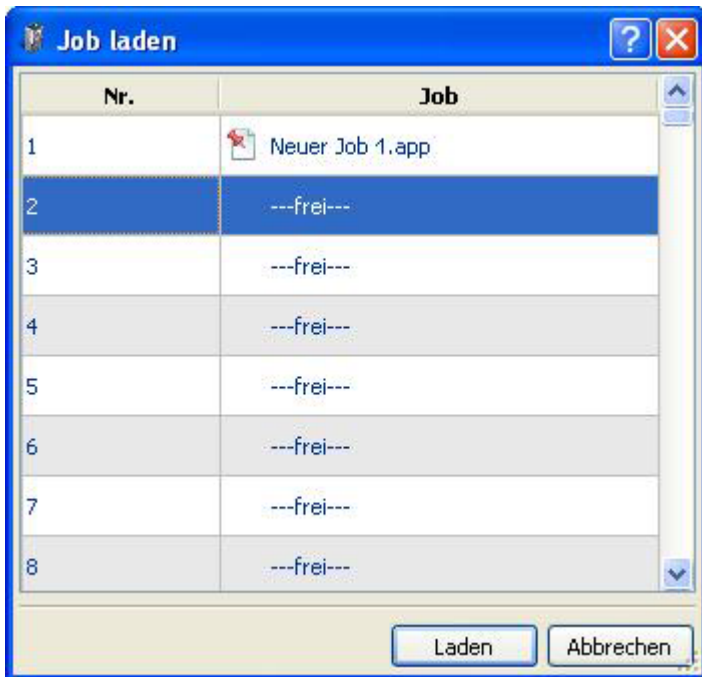 Job laden
Nr. Job
1 Neuer Job 1.app
2 ---frei---
3 ---frei---
4 ---frei---
5 ---frei---
6 ---frei---
7 ---frei---
8 ---frei---
Laden Abbrechen